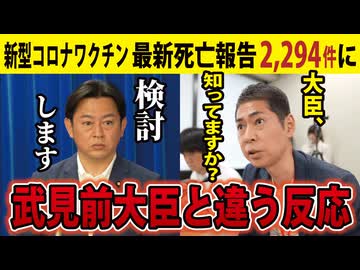 新型コロナワクチン 最新死亡報告 2,294件に
大臣、
知ってますか?
検討
します
武見前大臣と違う反応